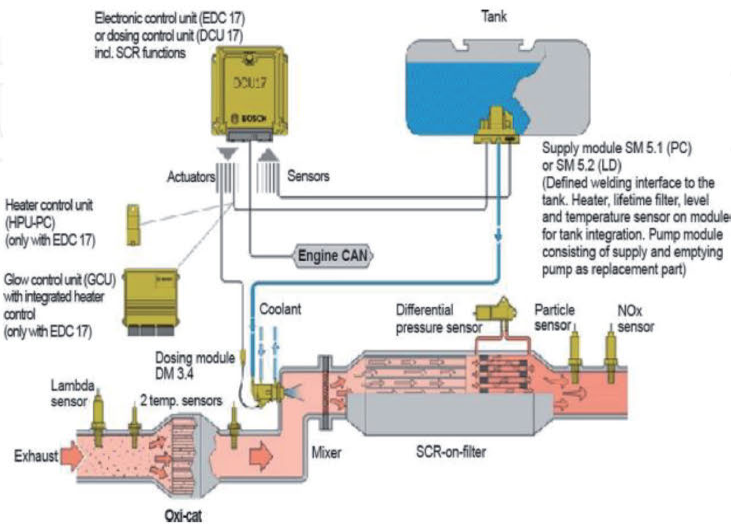 Electronic control unit (EDC 17)
or dosing control unit (DCU 17)
incl. SCR functions
Tank
DCU17
BOSCH
Supply module SM 5.1 (PC)
or SM 5.2 (LD)
(Defined welding interface to the
tank. Heater, lifetime filter, level
and temperature sensor on module
for tank integration. Pump module
consisting of supply and emptying
pump as replacement part)
Actuators
Sensors
Heater control unit
(HPU-PC)
(only with EDC 17)
Engine CAN
Glow control unit (GCU)
with integrated heater
control
(only with EDC 17)
Coolant
Differential
pressure sensor
Particle
sensor
NOx
sensor
Dosing module
DM 3.4
Lambda
sensor
2 temp. sensors
Exhaust
Mixer
SCR-on-filter
Oxi-cat